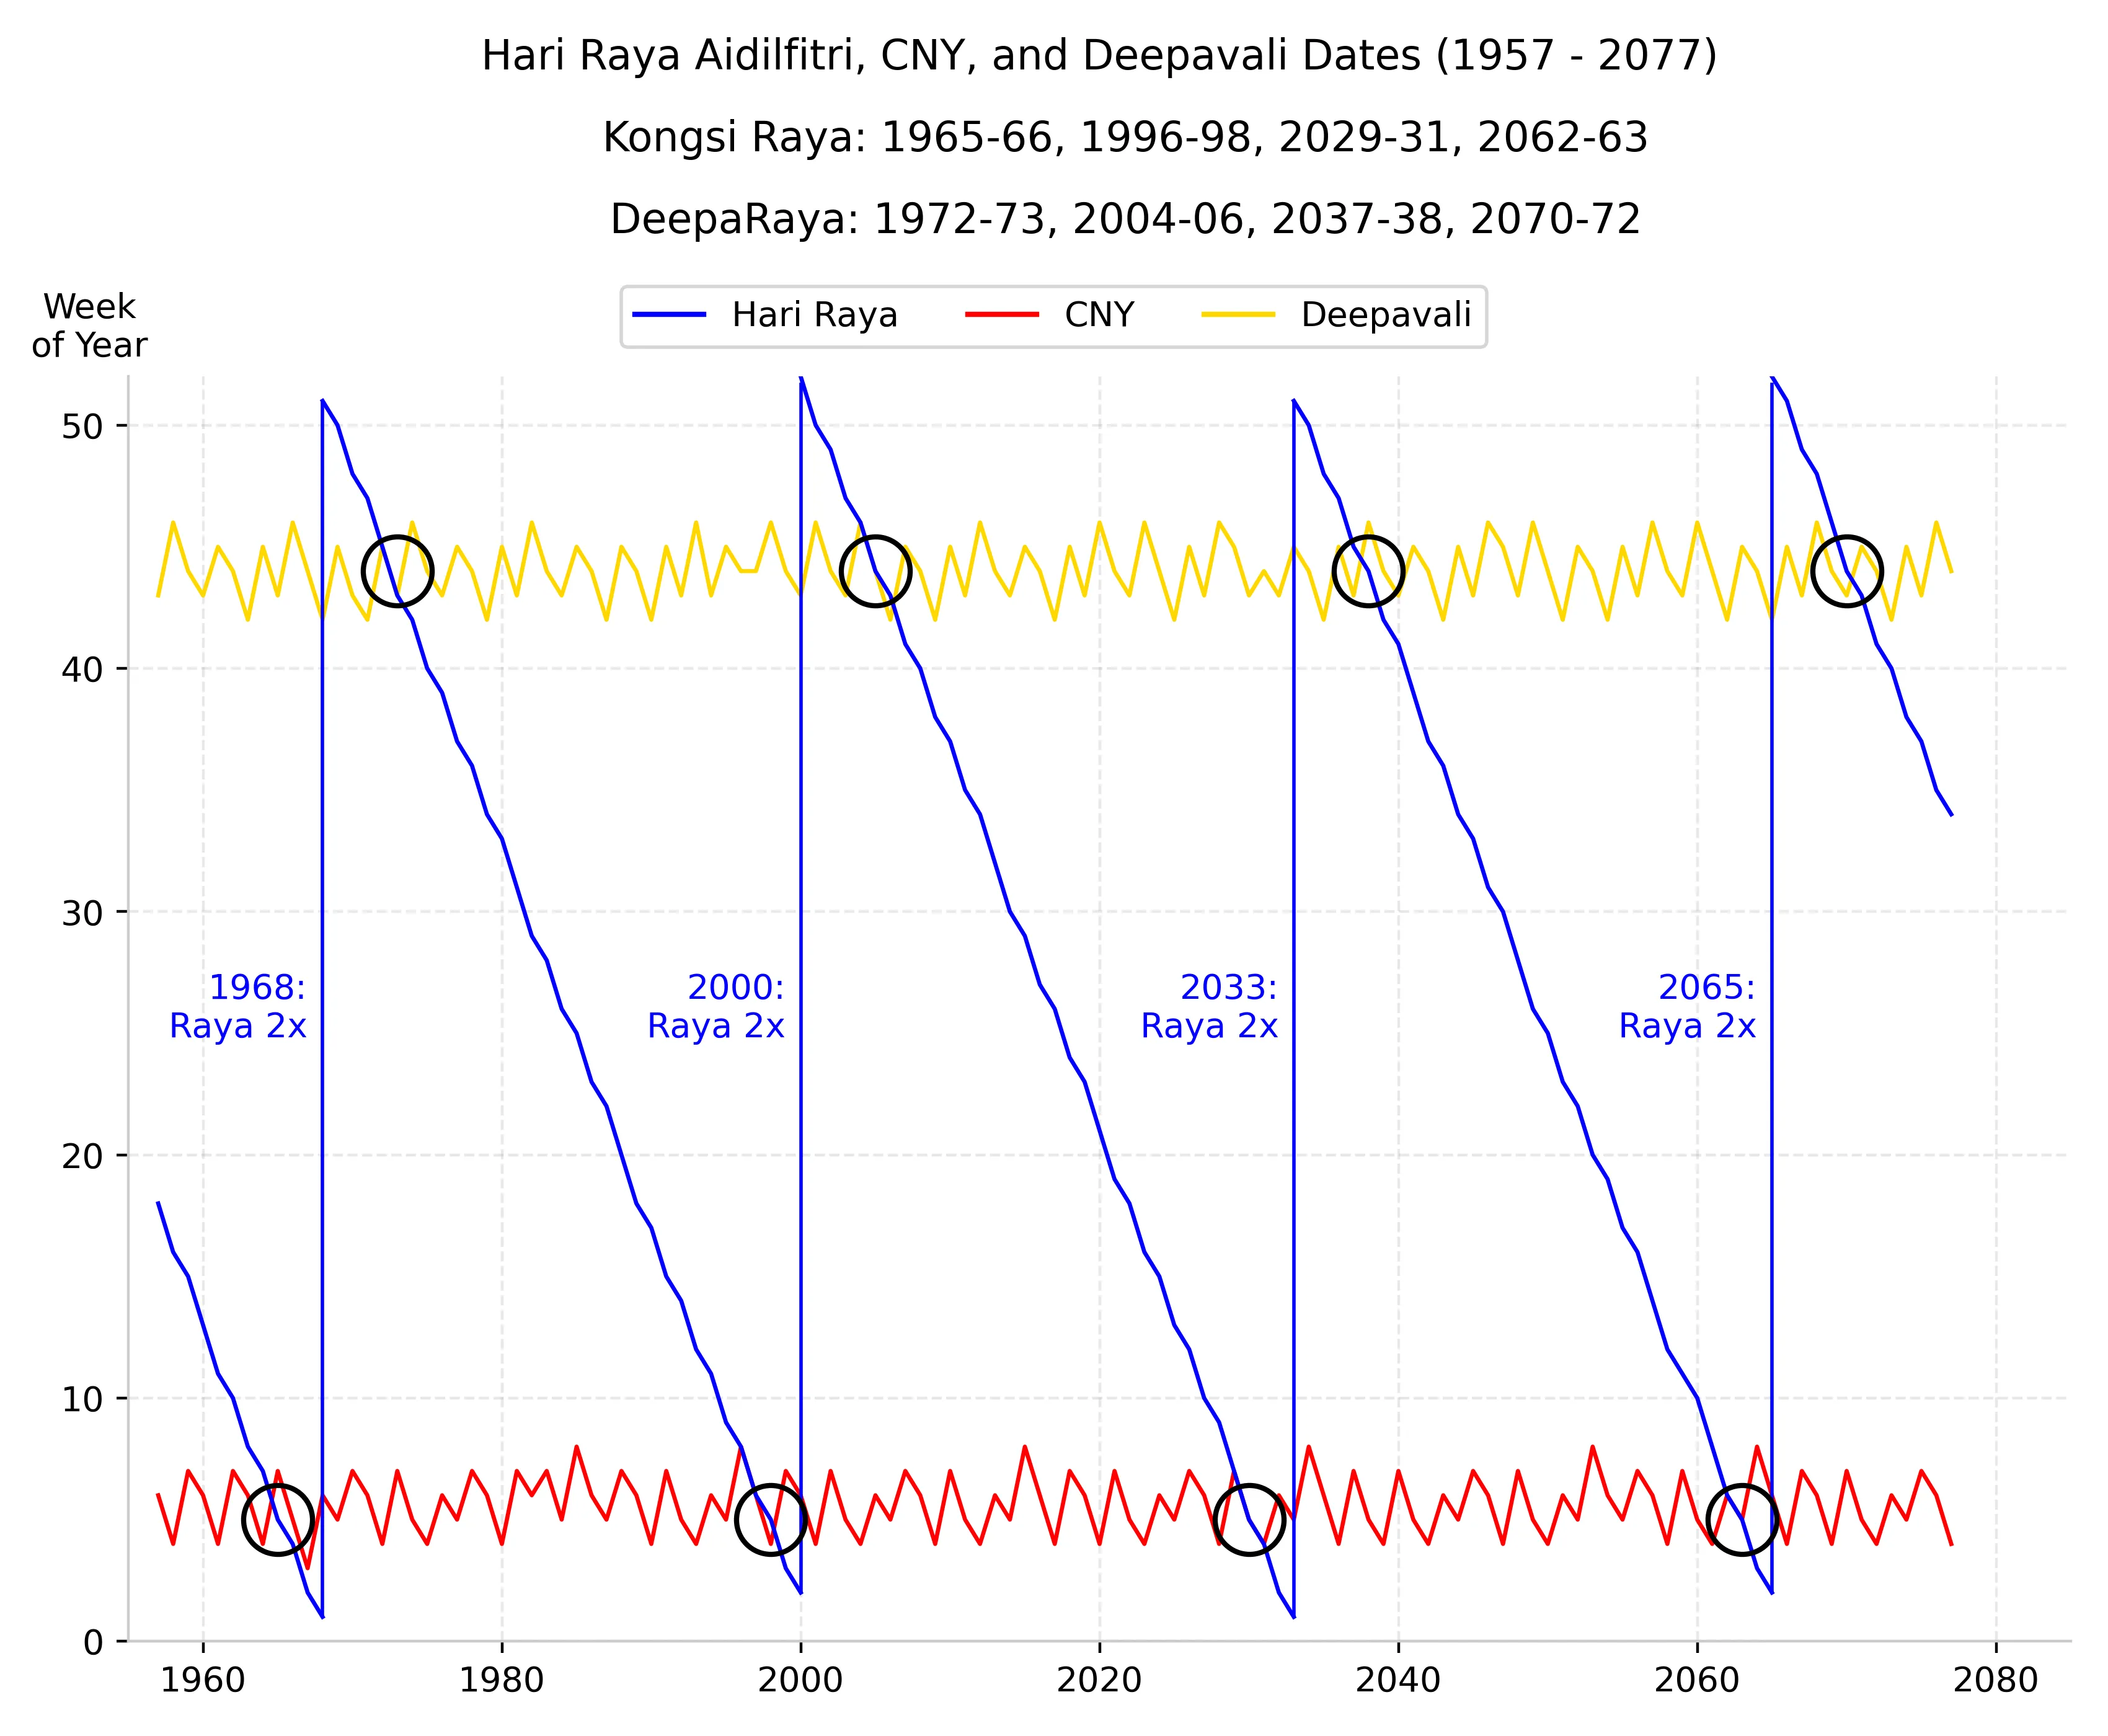 Hari Raya Aidilfitri, CNY, and Deepavali Dates (1957 - 2077)
Kongsi Raya: 1965-66, 1996-98, 2029-31, 2062-63
DeepaRaya: 1972-73, 2004-06, 2037-38, 2070-72
Week
of Year
Hari Raya CNY Deepavali
50
40
30
1968:
Raya 2x
2000:
Raya 2x
2033:
Raya 2x
2065:
Raya 2x
20
10
0
1960 1980 2000 2020 2040 2060 2080